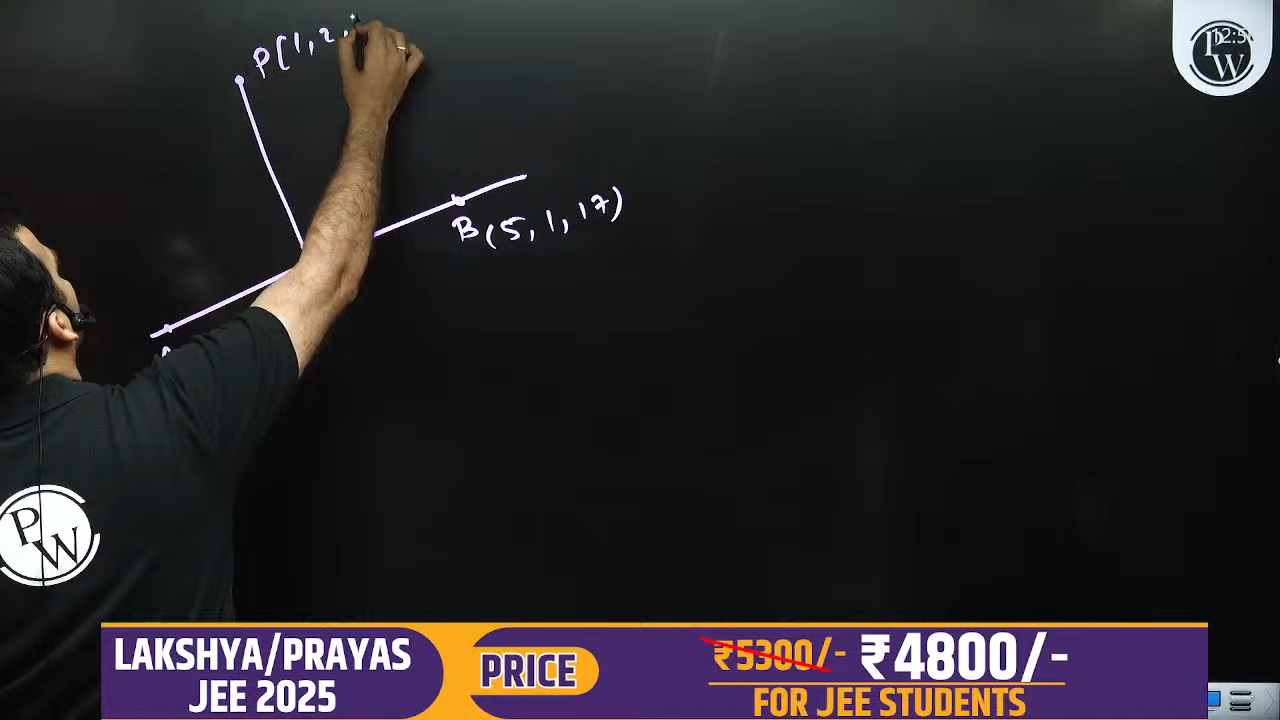 P(1, 2,
B(5, 1, 17)
PW
PW
LAKSHYA/PRAYAS
JEE 2025
PRICE
₹5300/- ₹4800/-
FOR JEE STUDENTS